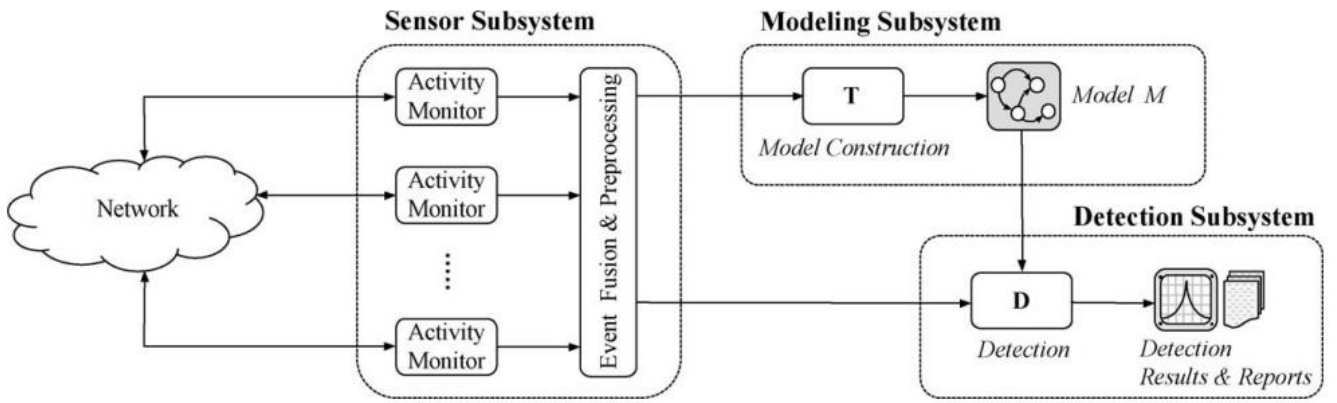 Sensor Subsystem
Modeling Subsystem
Activity
Monitor
Activity
Monitor
.....
Activity
Monitor
Event Fusion & Preprocessing
Network
T
Model Construction
Model M
Detection Subsystem
D
Detection
Detection
Results & Reports